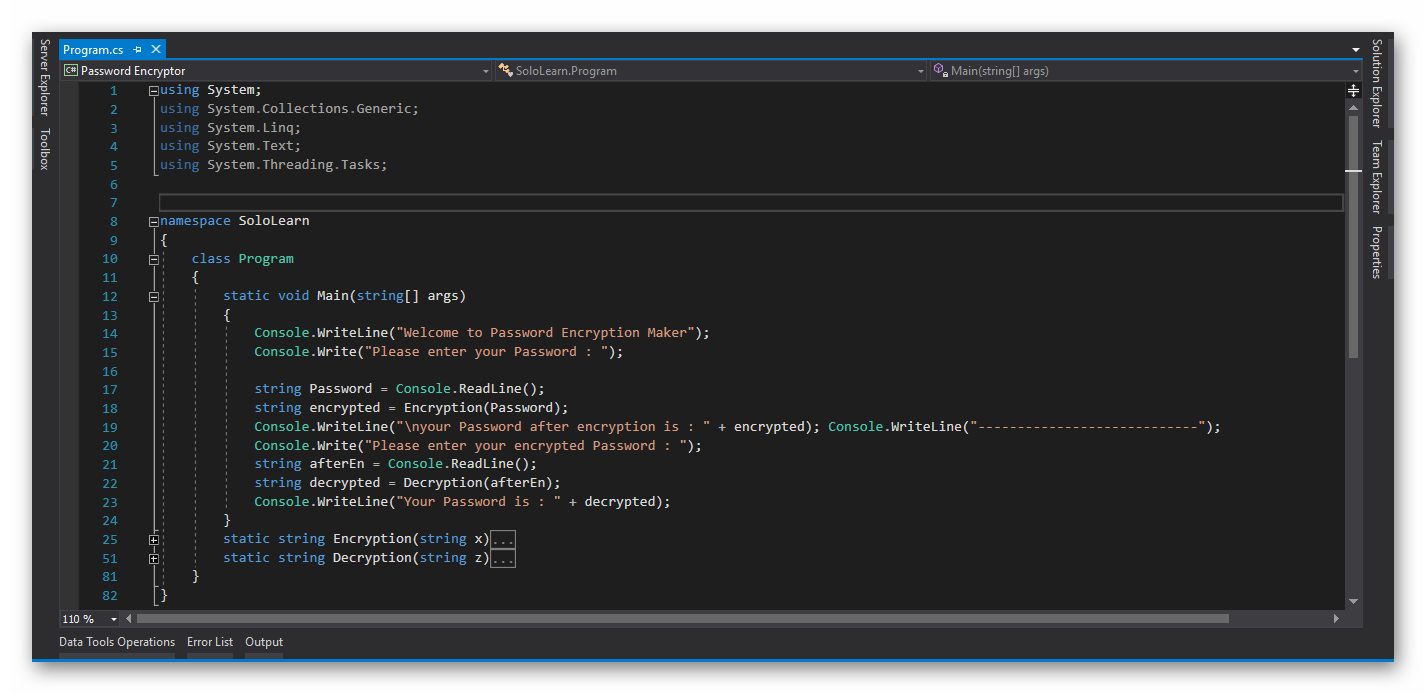 Server Explorer
Toolbox
Program.cs
C# Password Encryptor
SoloLearn.Program
Main(string[] args)
1 using System;
2 using System.Collections.Generic;
3 using System.Linq;
4 using System.Text;
5 using System.Threading.Tasks;
6
7
8 namespace SoloLearn
9 {
10 class Program
11 {
12 static void Main(string[] args)
13 {
14 Console.WriteLine("Welcome to Password Encryption Maker");
15 Console.Write("Please enter your Password : ");
16
17 string Password = Console.ReadLine();
18 string encrypted = Encryption(Password);
19 Console.WriteLine("\nyour Password after encryption is : " + encrypted); Console.WriteLine("----------------------------");
20 Console.Write("Please enter your encrypted Password : ");
21 string afterEn = Console.ReadLine();
22 string decrypted = Decryption(afterEn);
23 Console.WriteLine("Your Password is : " + decrypted);
24 }
25 static string Encryption(string x)...
51 static string Decryption(string z)...
81 }
82 }
110 %
Data Tools Operations Error List Output
Solution Explorer
Team Explorer
Properties